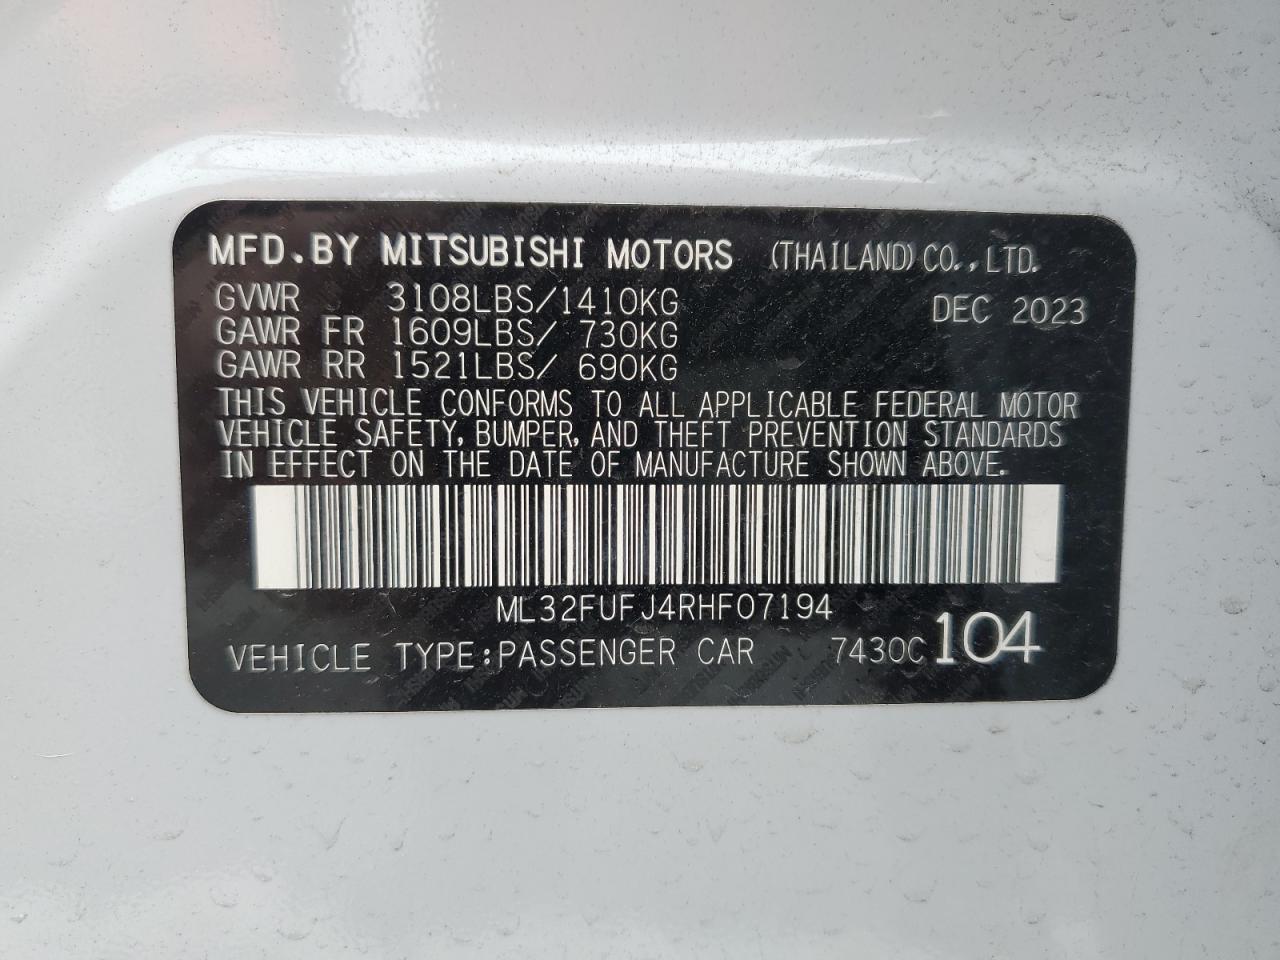 MFD.BY MITSUBISHI MOTORS (THAILAND)CO.,LTD.
GVWR 3108LBS/1410KG DEC 2023
GAWR FR 1609LBS/ 730KG
GAWR RR 1521LBS/ 690KG
THIS VEHICLE CONFORMS TO ALL APPLICABLE FEDERAL MOTOR
VEHICLE SAFETY, BUMPER, AND THEFT PREVENTION STANDARDS
IN EFFECT ON THE DATE OF MANUFACTURE SHOWN ABOVE.
ML32FUFJ4RHF07194
VEHICLE TYPE:PASSENGER CAR 7430C 104